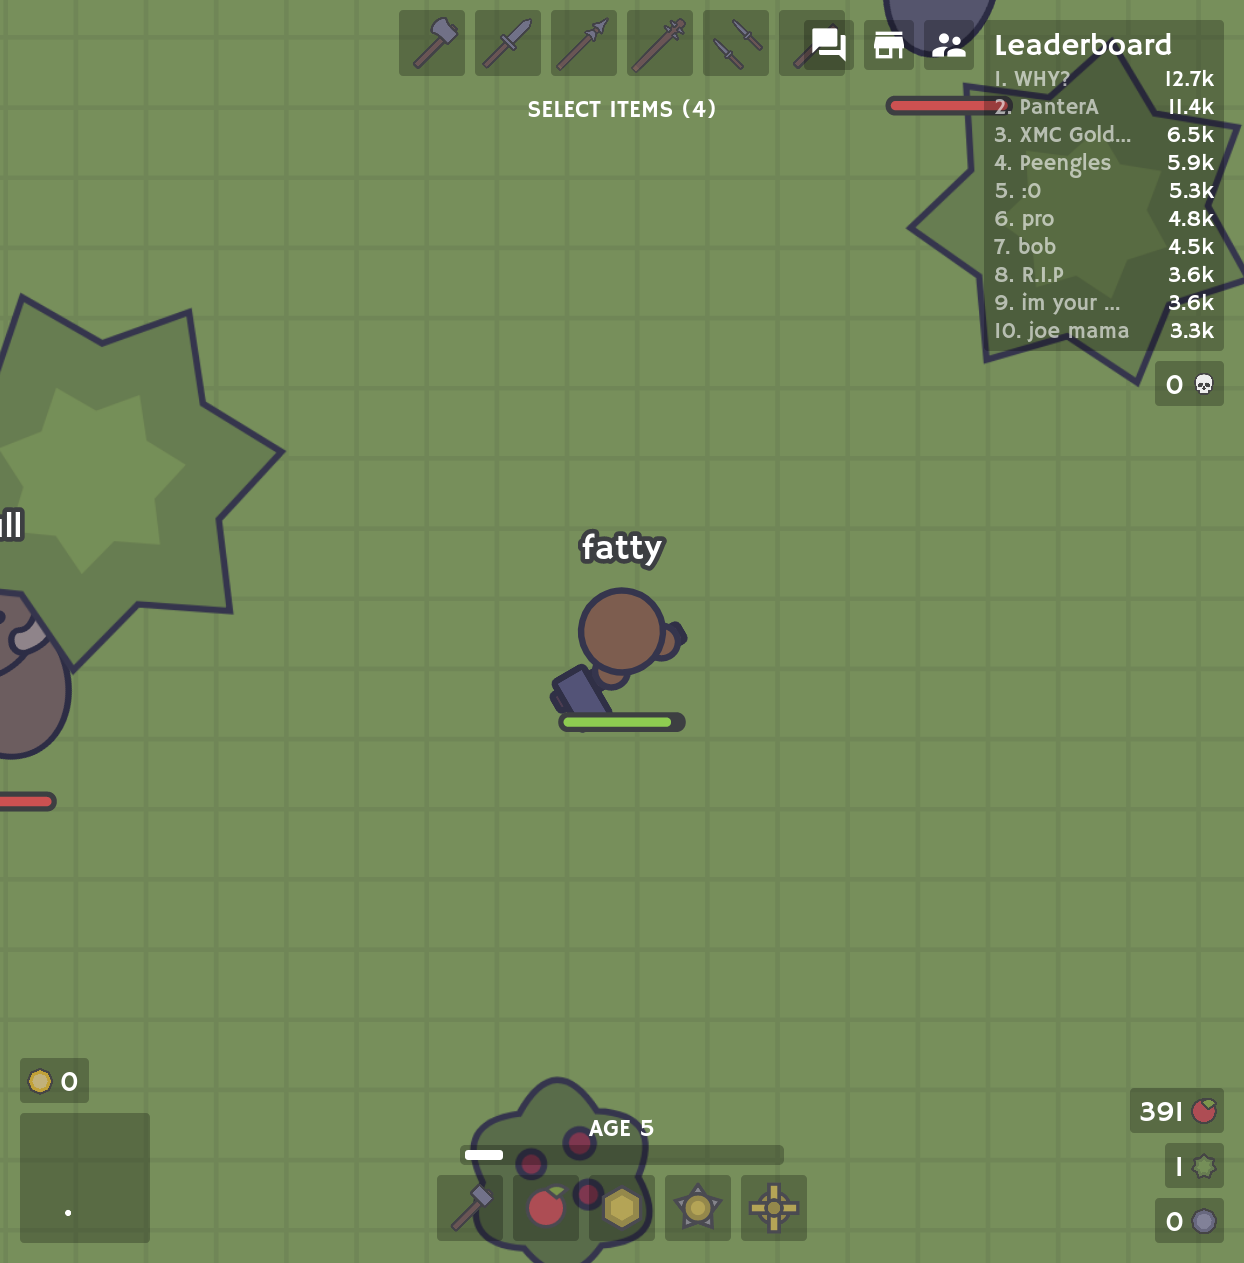 SELECT ITEMS (4)
Leaderboard
1. WHY? 12.7k
2. PanterA 11.4k
3. XMC Gold... 6.5k
4. Peengles 5.9k
5. :0 5.3k
6. pro 4.8k
7. bob 4.5k
8. R.I.P 3.6k
9. im your ... 3.6k
10. joe mama 3.3k
0
ll
fatty
0
AGE 5
391
1
0